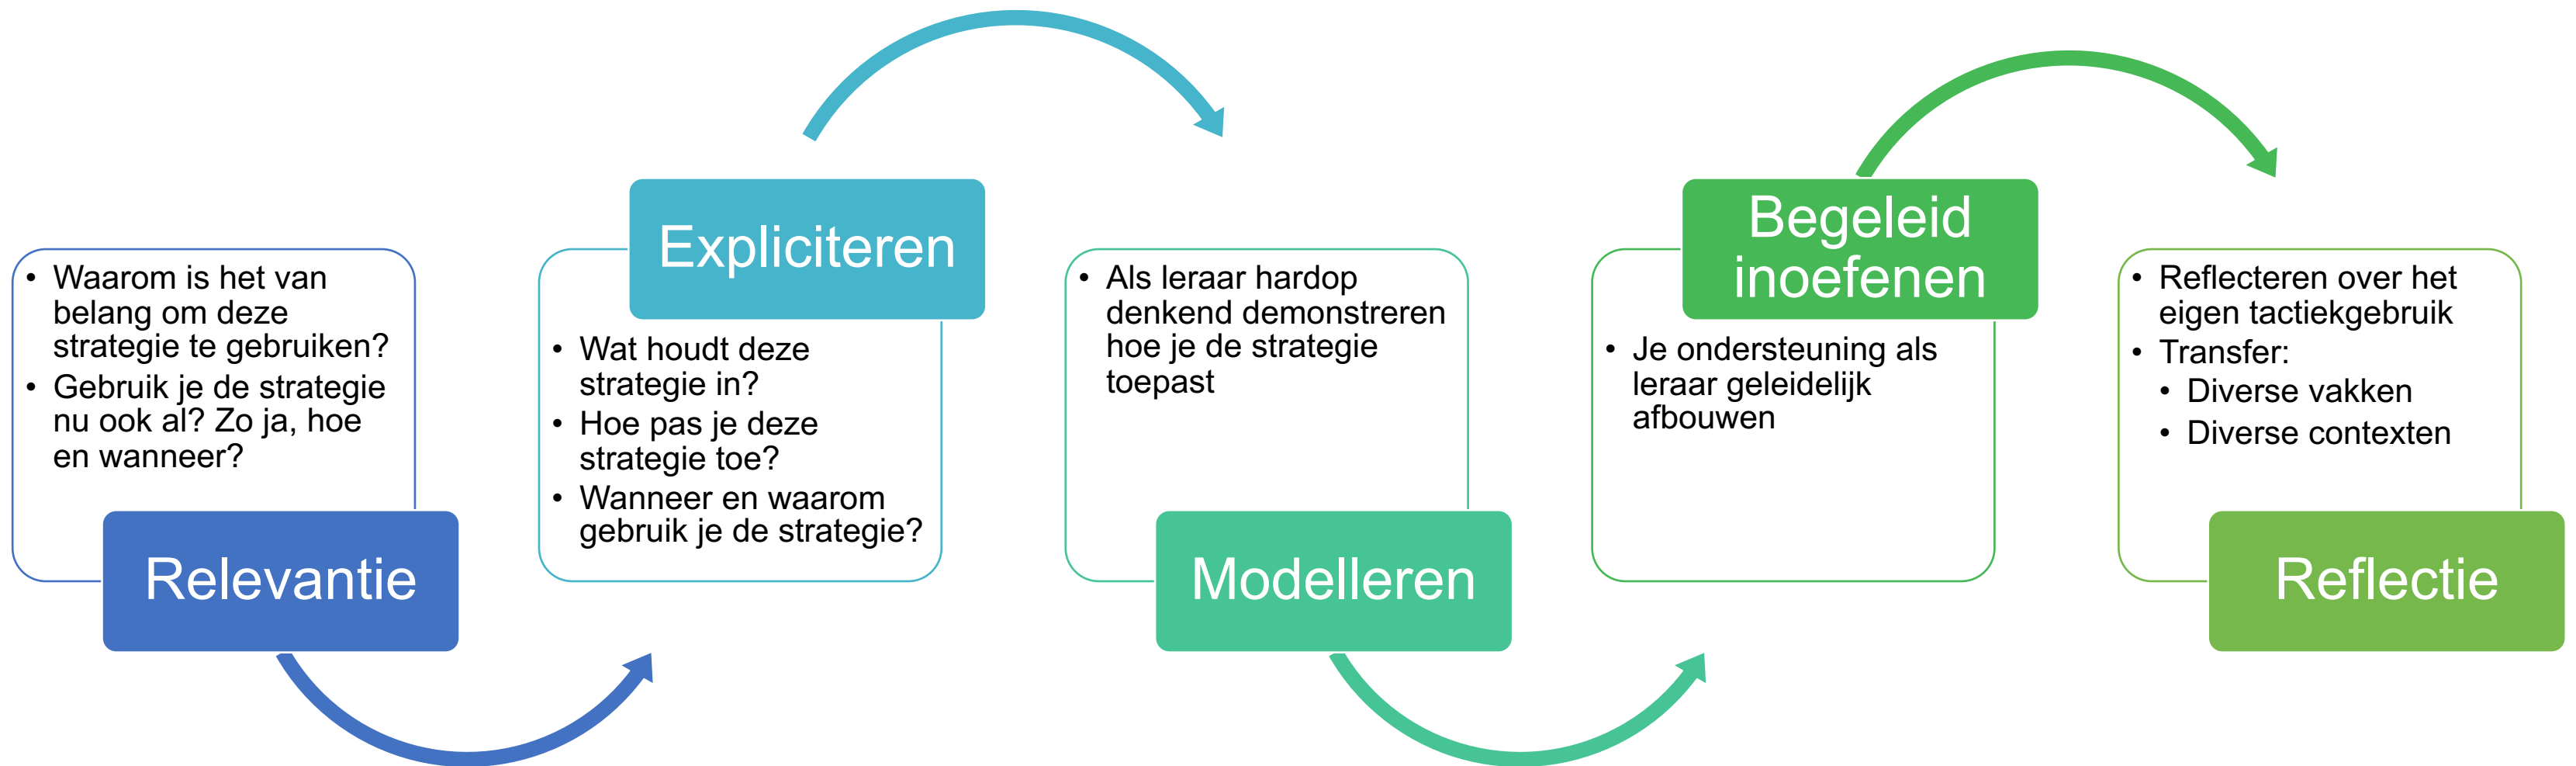 • Waarom is het van
belang om deze
strategie te gebruiken?
• Gebruik je de strategie
nu ook al? Zo ja, hoe
en wanneer?
Relevantie
Expliciteren
• Wat houdt deze
strategie in?
• Hoe pas je deze
strategie toe?
• Wanneer en waarom
gebruik je de strategie?
• Als leraar hardop
denkend demonstreren
hoe je de strategie
toepast
Modelleren
Begeleid
inoefenen
• Je ondersteuning als
leraar geleidelijk
afbouwen
• Reflecteren over het
eigen tactiekgebruik
• Transfer:
• Diverse vakken
• Diverse contexten
Reflectie